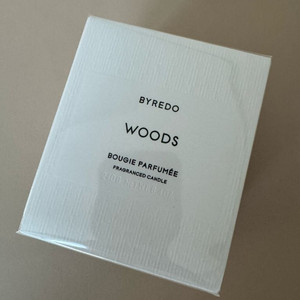 BYREDO
WOODS
BOUGIE PARFUMÉE
FRAGRANCED CANDLE